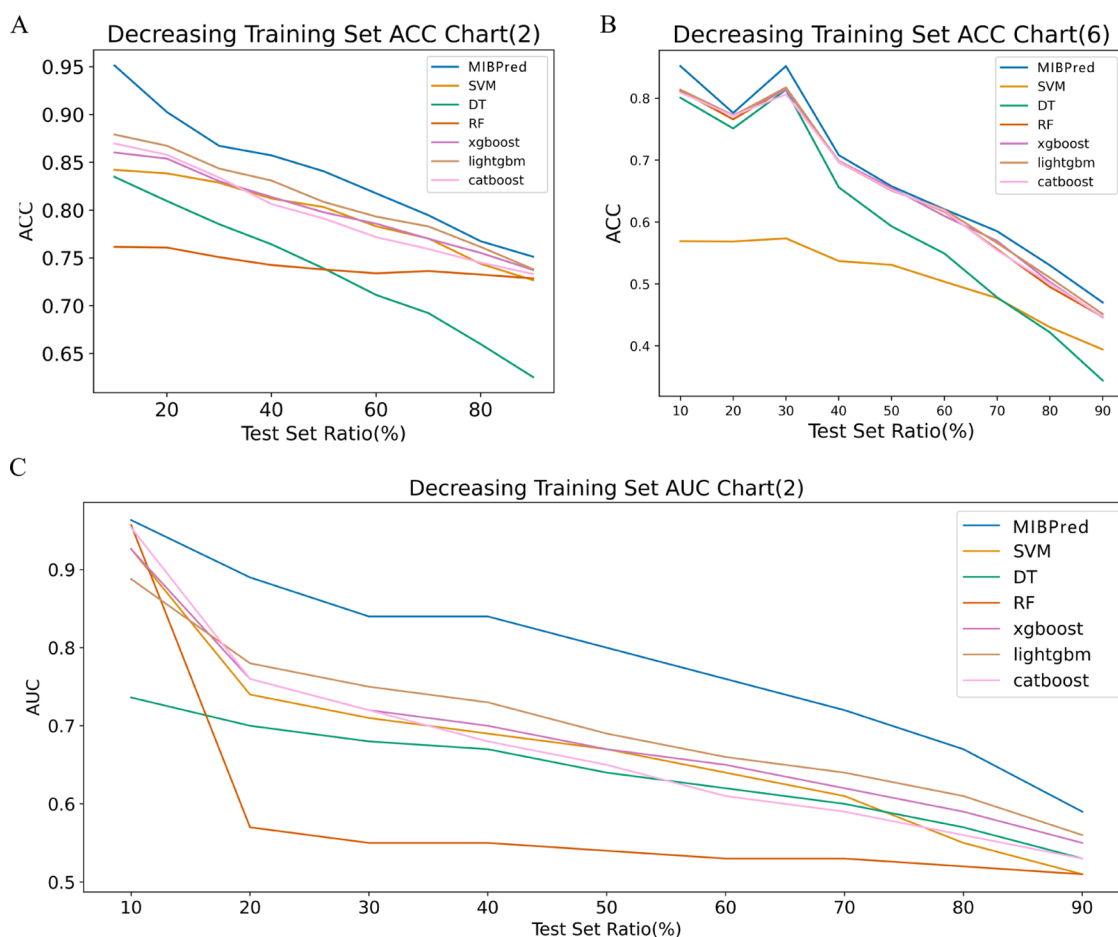 A
Decreasing Training Set ACC Chart(2)
0.95
0.90
0.85
0.80
0.75
0.70
0.65
ACC
MIBPred
SVM
DT
RF
xgboost
lightgbm
catboost
20 40 60 80
Test Set Ratio(%)
B
Decreasing Training Set ACC Chart(6)
0.8
0.7
0.6
0.5
0.4
ACC
MIBPred
SVM
DT
RF
xgboost
lightgbm
catboost
10 20 30 40 50 60 70 80 90
Test Set Ratio(%)
C
Decreasing Training Set AUC Chart(2)
0.9
0.8
0.7
0.6
0.5
AUC
MIBPred
SVM
DT
RF
xgboost
lightgbm
catboost
10 20 30 40 50 60 70 80 90
Test Set Ratio(%)